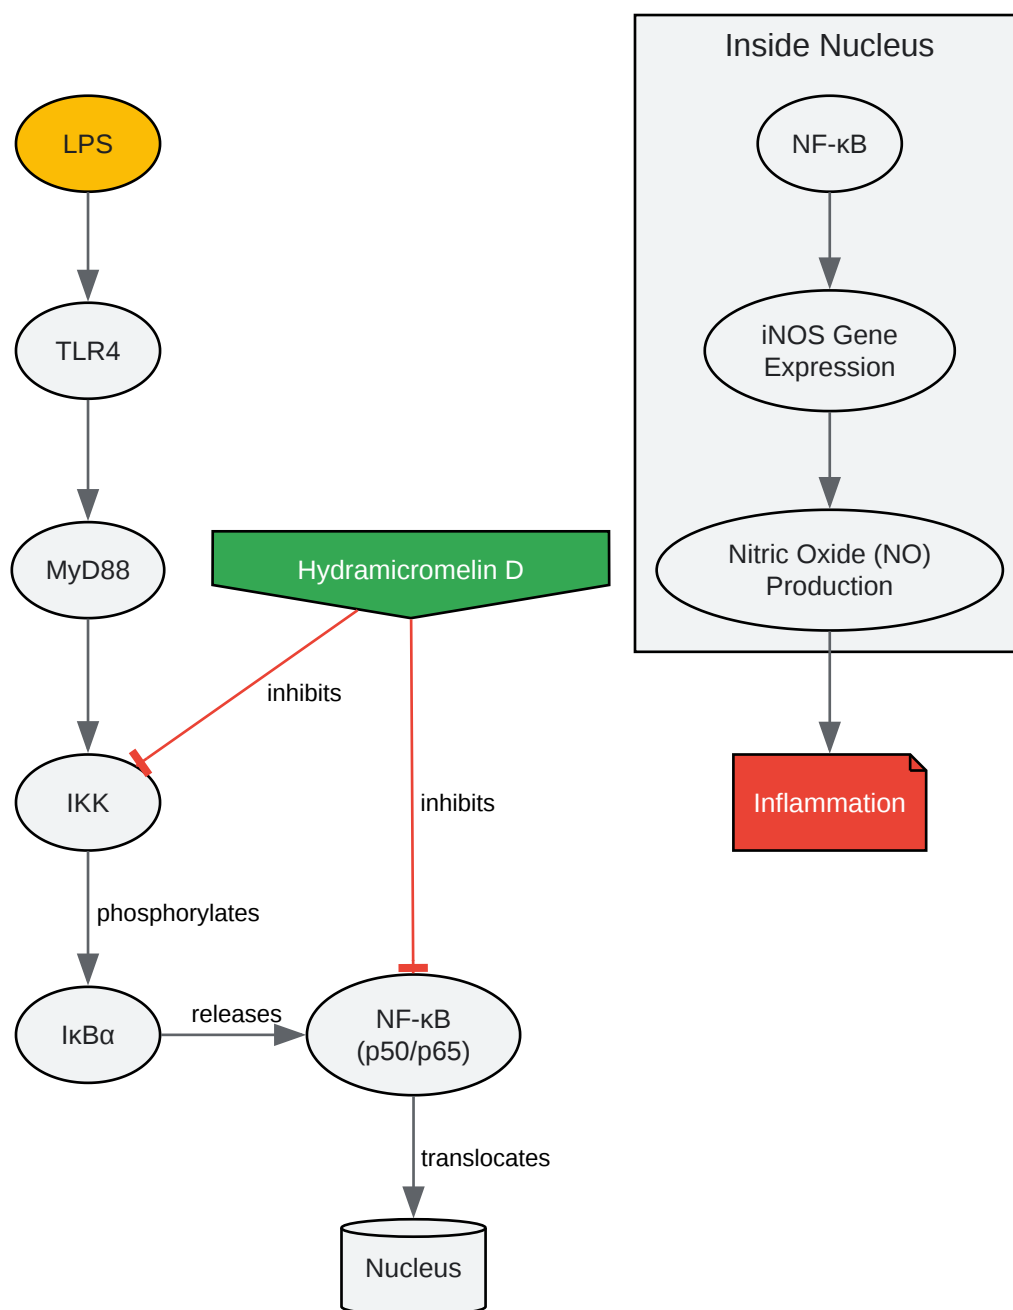 Inside Nucleus
LPS
NF-κB
TLR4
iNOS Gene
Expression
MyD88
Hydramicromelin D
Nitric Oxide (NO)
Production
inhibits
IKK
inhibits
Inflammation
phosphorylates
IκBα
releases
NF-κB
(p50/p65)
translocates
Nucleus